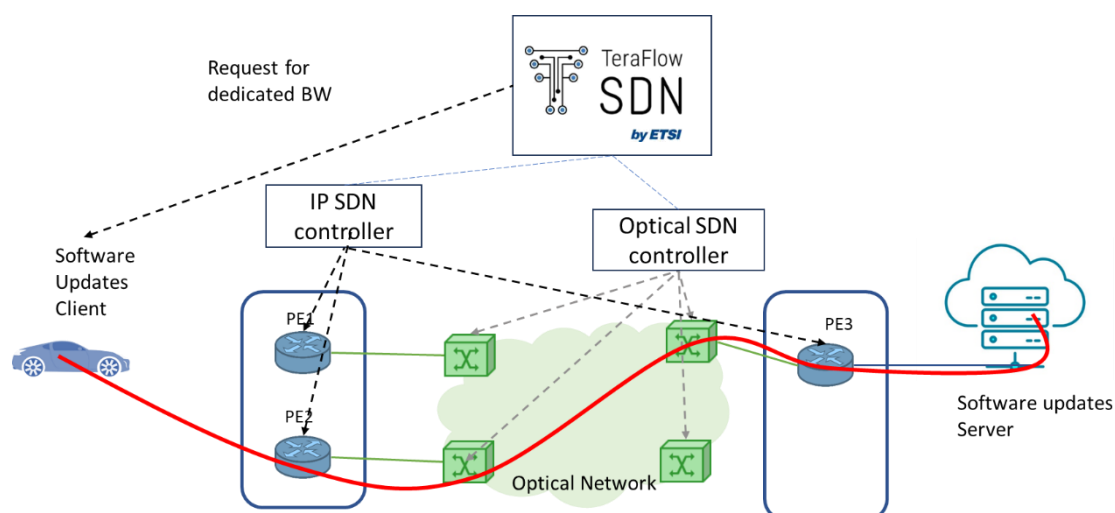 Request for
dedicated BW
TeraFlow
SDN
by ETSI
IP SDN
controller
Optical SDN
controller
Software
Updates
Client
PE1
PE3
PE2
Software updates
Server
Optical Network